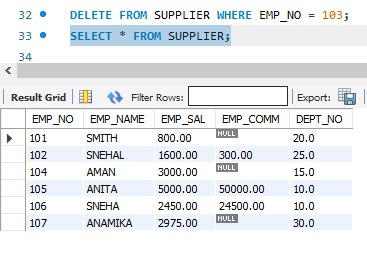 32 DELETE FROM SUPPLIER WHERE EMP_NO = 103;
33 SELECT * FROM SUPPLIER;
34
Result Grid Filter Rows: Export:
EMP_NO EMP_NAME EMP_SAL EMP_COMM DEPT_NO
101 SMITH 800.00 NULL 20.0
102 SNEHAL 1600.00 300.00 25.0
104 AMAN 3000.00 NULL 15.0
105 ANITA 5000.00 50000.00 10.0
106 SNEHA 2450.00 24500.00 10.0
107 ANAMIKA 2975.00 NULL 30.0